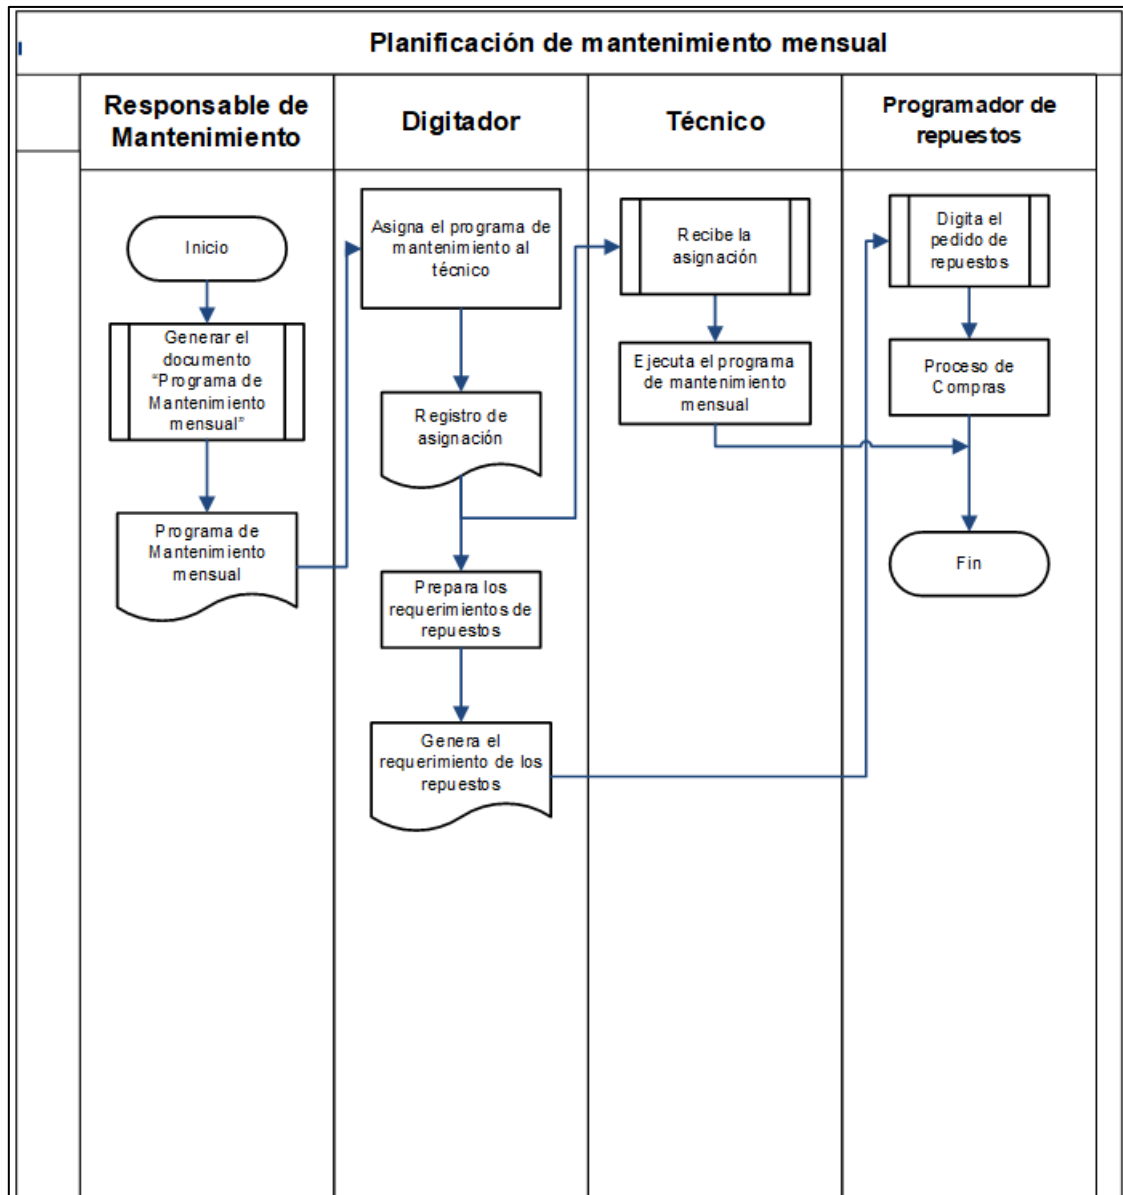 Planificación de mantenimiento mensual
Responsable de
Mantenimiento
Digitador
Técnico
Programador de
repuestos
Inicio
Generar el
documento
“Programa de
Mantenimiento
mensual”
Programa de
Mantenimiento
mensual
Asigna el programa de
mantenimiento al
técnico
Registro de
asignación
Prepara los
requerimientos de
repuestos
Genera el
requerimiento de los
repuestos
Recibe la
asignación
Ejecuta el programa
de mantenimiento
mensual
Digita el
pedido de
repuestos
Proceso de
Compras
Fin